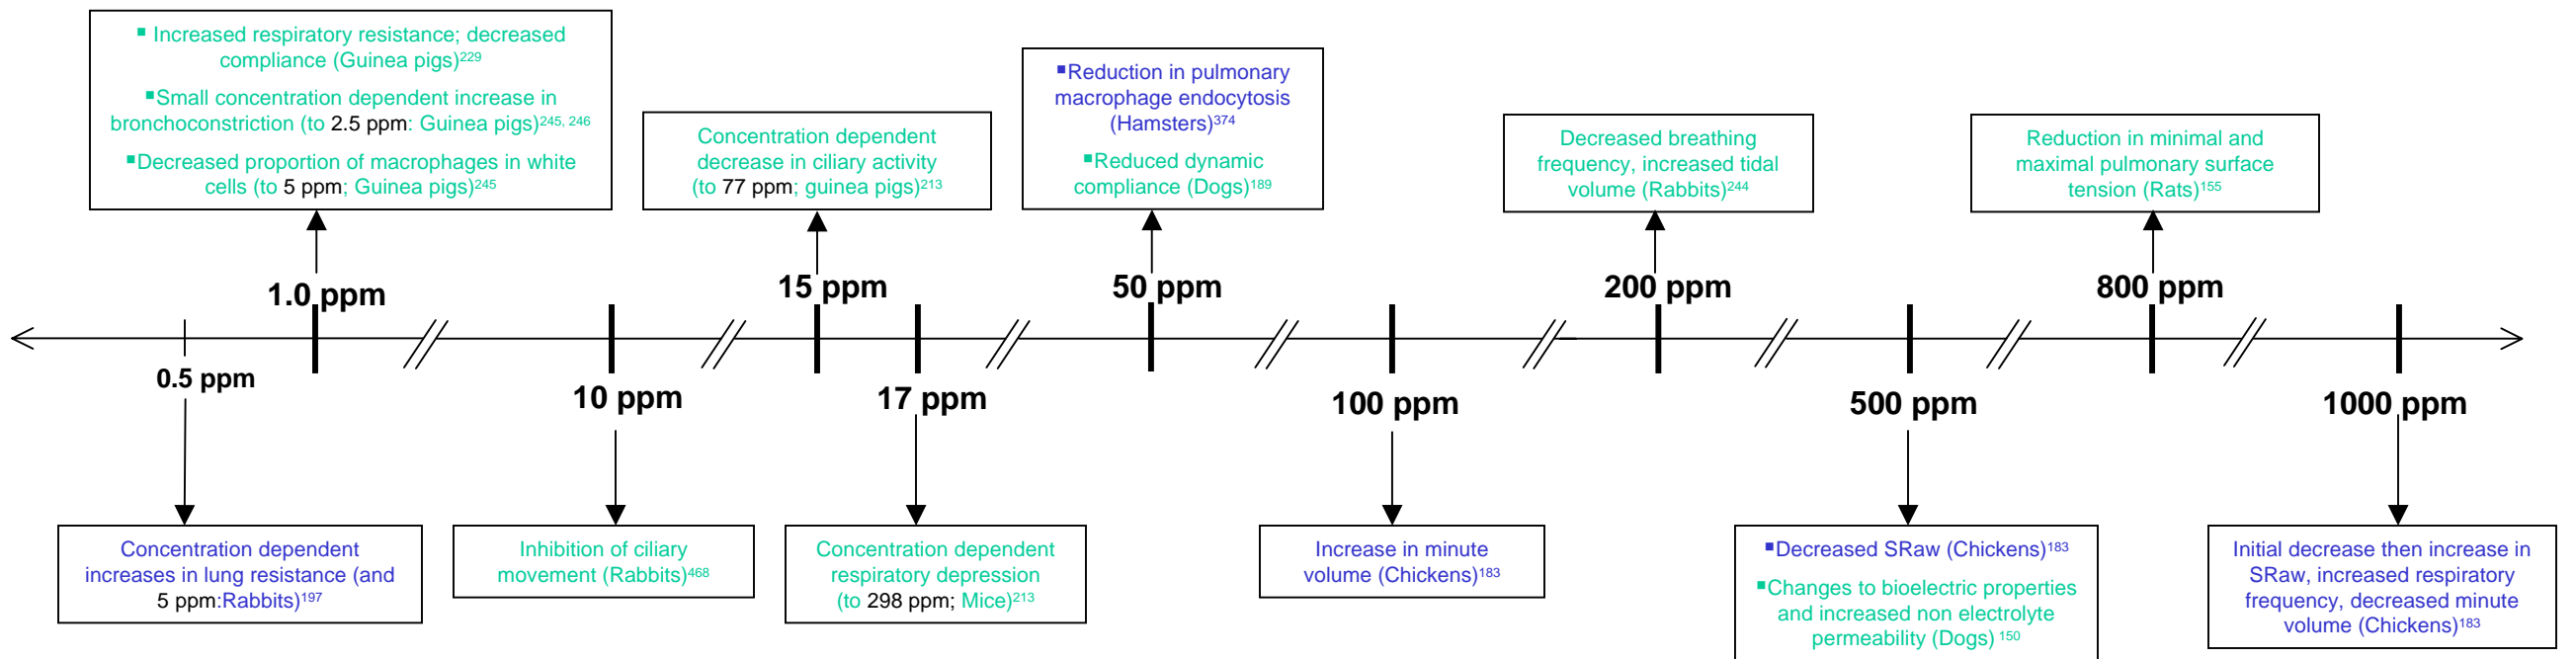 ▪ Increased respiratory resistance; decreased
compliance (Guinea pigs)229
▪Small concentration dependent increase in
bronchoconstriction (to 2.5 ppm: Guinea pigs)245, 246
▪Decreased proportion of macrophages in white
cells (to 5 ppm; Guinea pigs)245
Concentration dependent
decrease in ciliary activity
(to 77 ppm; guinea pigs)213
▪Reduction in pulmonary
macrophage endocytosis
(Hamsters)374
▪Reduced dynamic
compliance (Dogs)189
Decreased breathing
frequency, increased tidal
volume (Rabbits)244
Reduction in minimal and
maximal pulmonary surface
tension (Rats)155
1.0 ppm
15 ppm
50 ppm
200 ppm
800 ppm
0.5 ppm
10 ppm
17 ppm
100 ppm
500 ppm
1000 ppm
Concentration dependent
increases in lung resistance (and
5 ppm:Rabbits)197
Inhibition of ciliary
movement (Rabbits)468
Concentration dependent
respiratory depression
(to 298 ppm; Mice)213
Increase in minute
volume (Chickens)183
▪Decreased SRaw (Chickens)183
▪Changes to bioelectric properties
and increased non electrolyte
permeability (Dogs) 150
Initial decrease then increase in
SRaw, increased respiratory
frequency, decreased minute
volume (Chickens)183